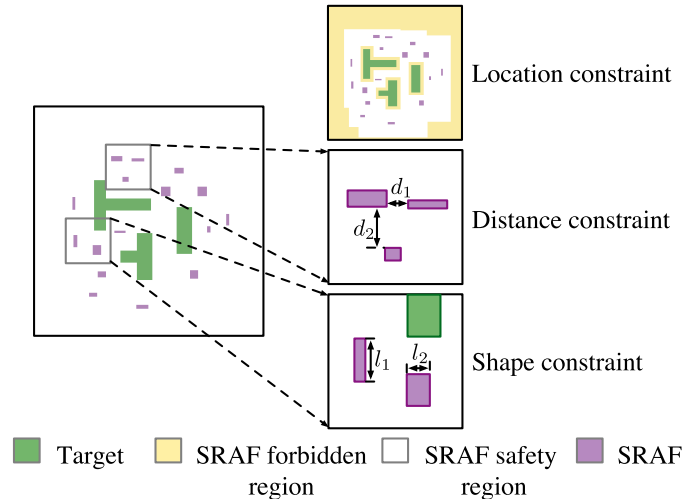 Location constraint
d1
d2
Distance constraint
l1
l2
Shape constraint
Target
SRAF forbidden region
SRAF safety region
SRAF